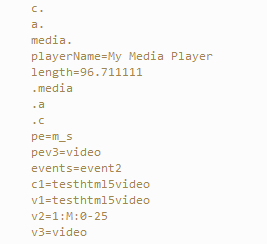 c.
a.
media.
playerName=My Media Player
length=96.711111
.media
.a
.c
pe=m_s
pev3=video
events=event2
c1=testhtml5video
v1=testhtml5video
v2=1:M:0-25
v3=video